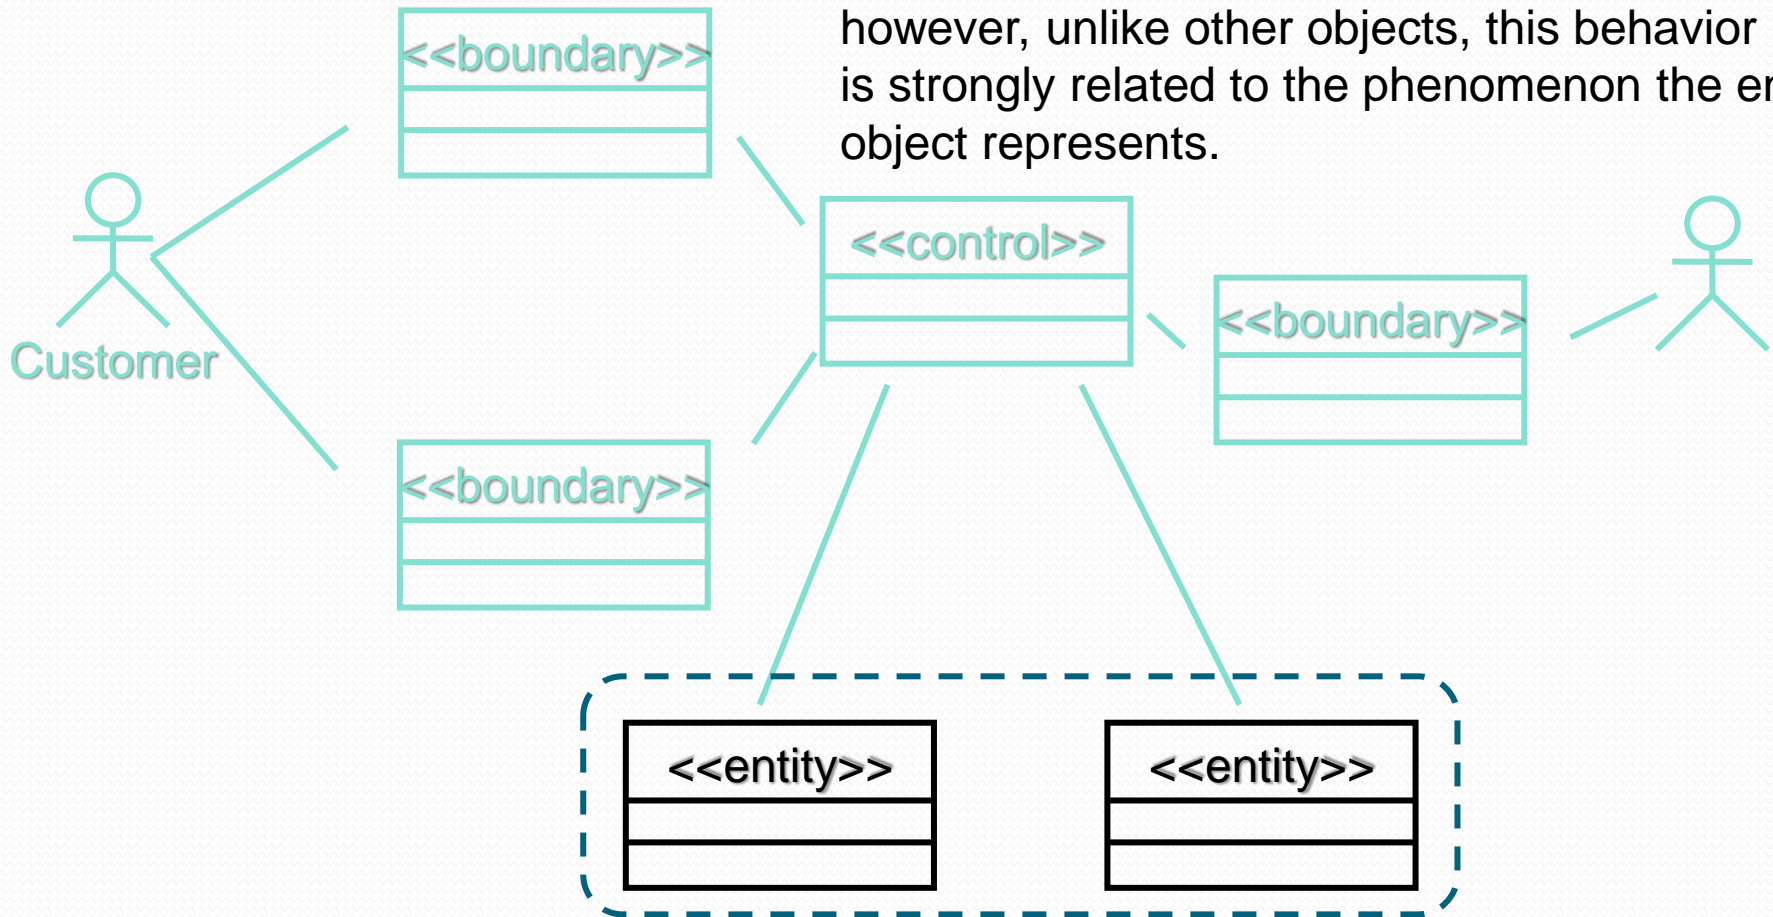 however, unlike other objects, this behavior
is strongly related to the phenomenon the
object represents.
<<boundary>>
<<control>>
<<boundary>>
Customer
<<boundary>>
<<entity>> <<entity>>